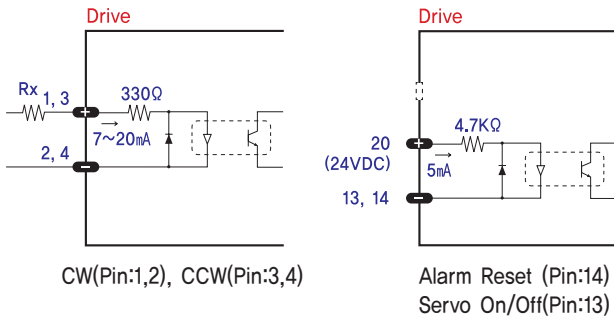 Drive
Rx
1, 3
330Ω
7~20mA
2, 4
CW(Pin:1,2), CCW(Pin:3,4)
Drive
20
(24VDC)
4.7KΩ
5mA
13, 14
Alarm Reset (Pin:14)
Servo On/Off(Pin:13)